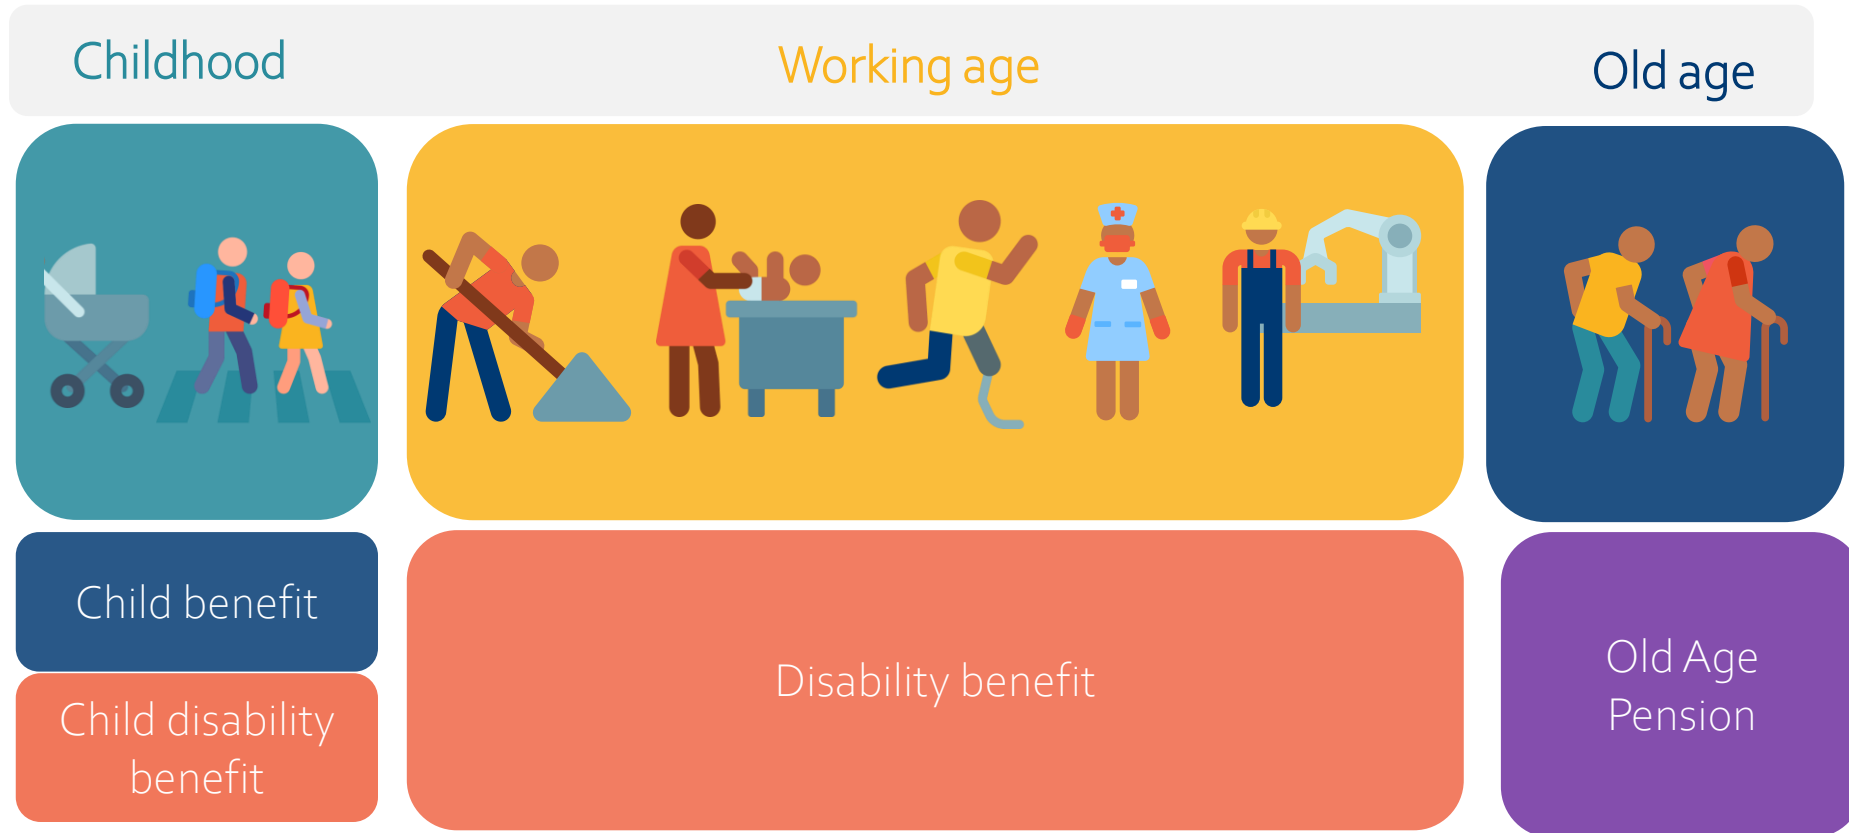 Childhood
Working age
Old age
Child benefit
Child disability
benefit
Disability benefit
Old Age
Pension